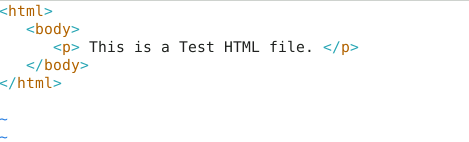 <html>
   <body>
      <p> This is a Test HTML file. </p>
   </body>
</html>
~
~